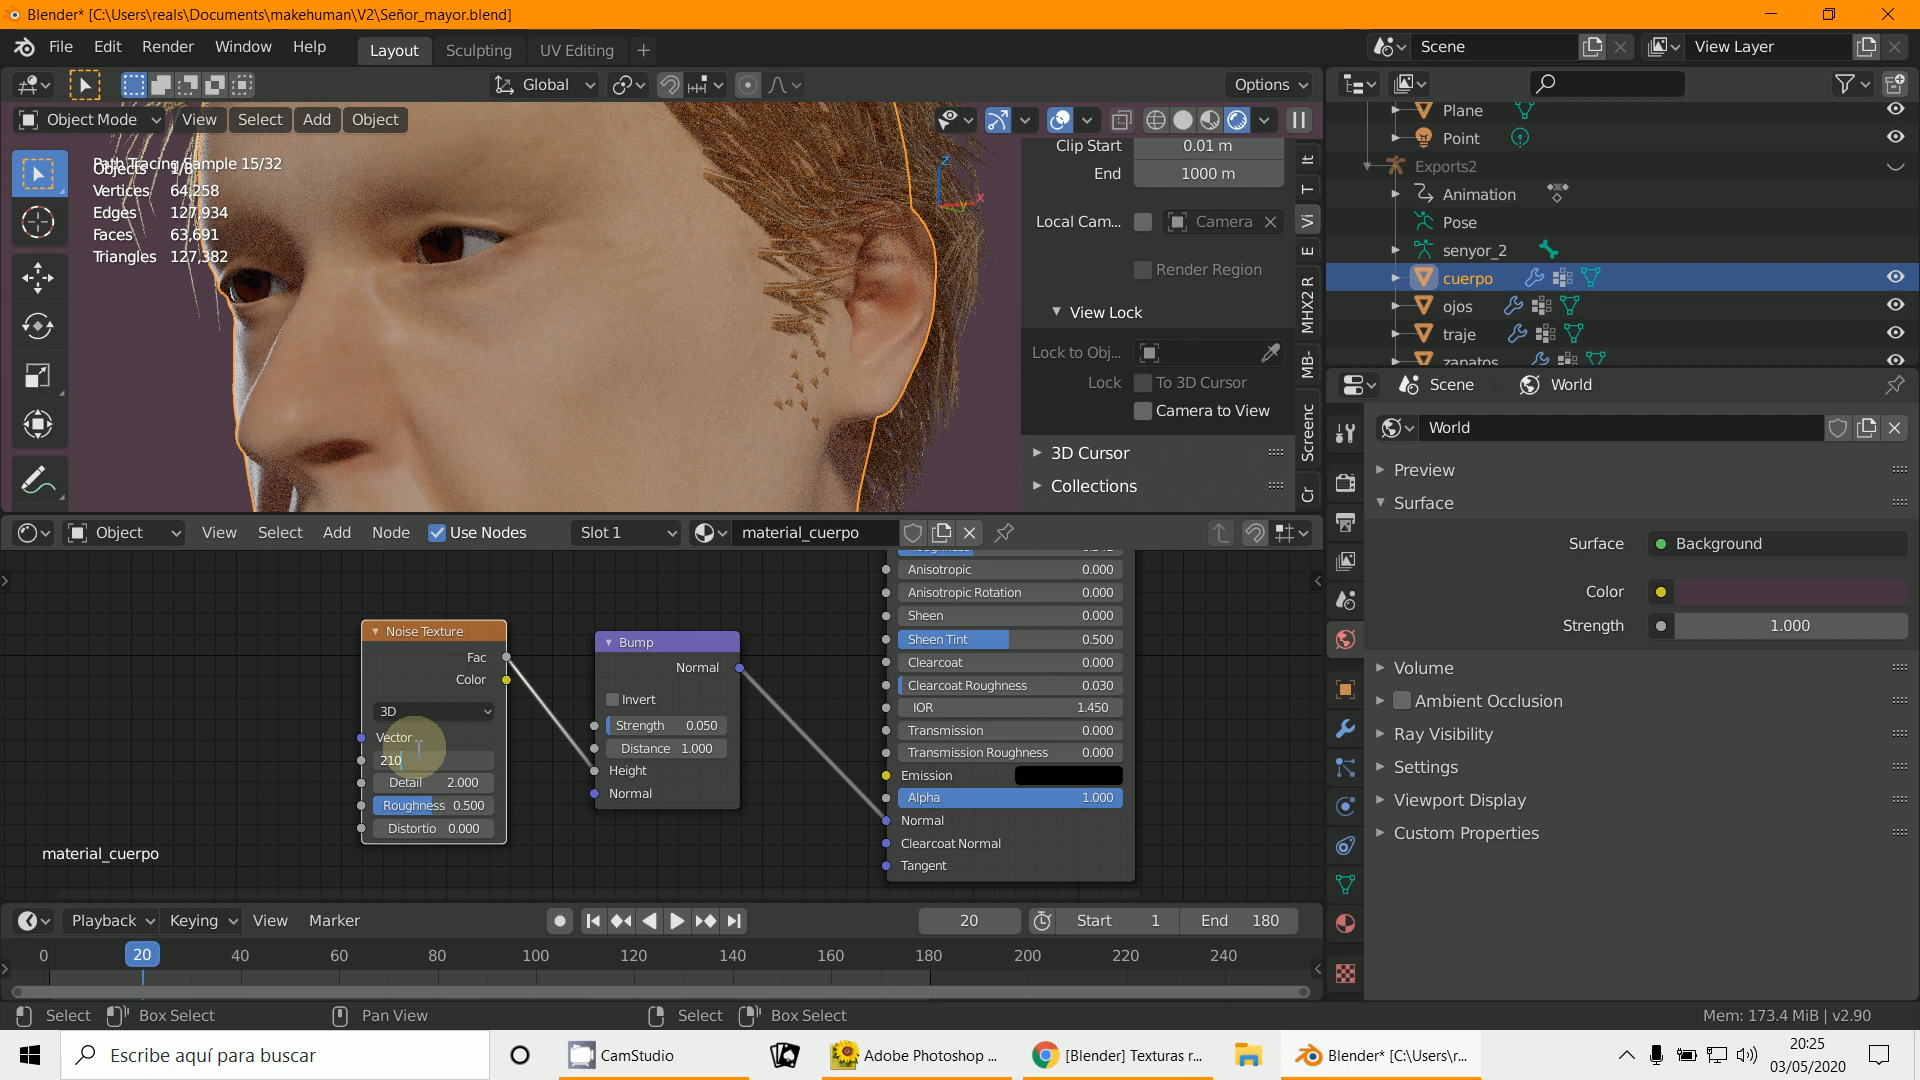 Blender* [C:\Users\reals\Documents\makehuman\V2\Señor_mayor.blend]
File Edit Render Window Help Layout Sculpting UV Editing + Scene View Layer
Global Options
Object Mode View Select Add Object
Path Tracing Sample 15/32
Objects 1/8
Vertices 64,258
Edges 127,934
Faces 63,691
Triangles 127,382
Z
X
Y
Clip Start 0.01 m
End 1000 m
Local Cam... Camera
Render Region
View Lock
Lock to Obj...
Lock To 3D Cursor
Camera to View
3D Cursor
Collections
It
T
Vi
E
MHX2 R
MB-
Screenc
Cr
Plane
Point
Exports2
Animation
Pose
senyor_2
cuerpo
ojos
traje
zapatos
Scene World
World
Preview
Surface
Surface Background
Color
Strength 1.000
Volume
Ambient Occlusion
Ray Visibility
Settings
Viewport Display
Custom Properties
Object View Select Add Node Use Nodes Slot 1 material_cuerpo
Noise Texture
Fac
Color
3D
Vector
210
Detail 2.000
Roughness 0.500
Distortio 0.000
Bump
Normal
Invert
Strength 0.050
Distance 1.000
Height
Normal
Anisotropic 0.000
Anisotropic Rotation 0.000
Sheen 0.000
Sheen Tint 0.500
Clearcoat 0.000
Clearcoat Roughness 0.030
IOR 1.450
Transmission 0.000
Transmission Roughness 0.000
Emission
Alpha 1.000
Normal
Clearcoat Normal
Tangent
material_cuerpo
Playback Keying View Marker 20 Start 1 End 180
0 20 40 60 80 100 120 140 160 180 200 220 240
Select Box Select Pan View Select Box Select Mem: 173.4 MiB | v2.90
Escribe aquí para buscar CamStudio Adobe Photoshop ... [Blender] Texturas r... Blender* [C:\Users\r...
20:25
03/05/2020